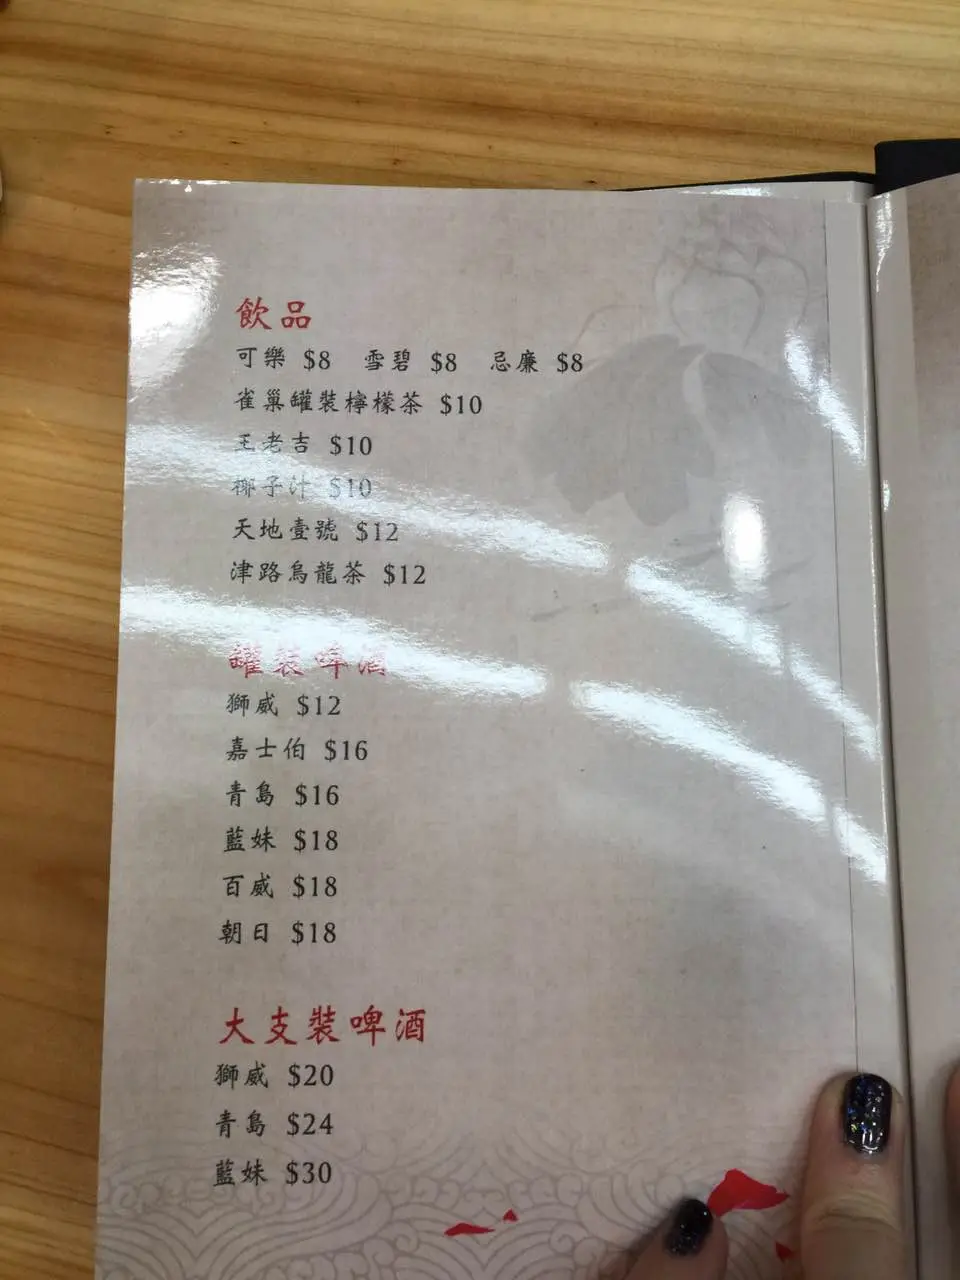 飲品
可樂 $8 雪碧 $8 忌廉 $8
雀巢罐裝檸檬茶 $10
王老吉 $10
椰子汁 $10
天地壹號 $12
津路烏龍茶 $12
罐裝啤酒
獅威 $12
嘉士伯 $16
青島 $16
藍妹 $18
百威 $18
朝日 $18
大支裝啤酒
獅威 $20
青島 $24
藍妹 $30